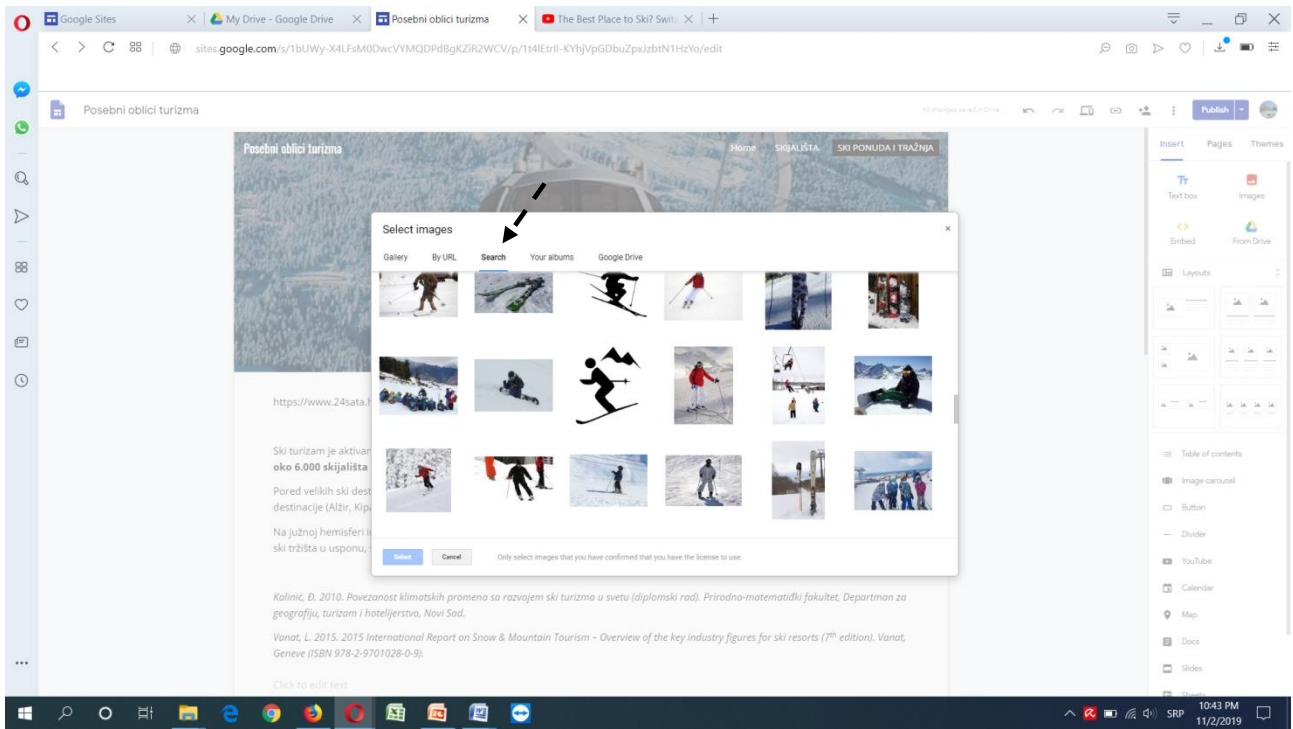 Google Sites
My Drive - Google Drive
Posebni oblici turizma
The Best Place to Ski? Swit
sites.google.com/s/1bUWy-X4LFsM0DwcVYMQDPdBgKZiR2WCV/p/1t4lEtrII-KYhjVpGDbuZpxJzbtN1HzYo/edit
Posebni oblici turizma
All changes saved in Drive
Publish
Posebni oblici turizma
Home
SKIJALIŠTA
SKI PONUDA I TRAŽNJA
Insert
Pages
Themes
Text box
Images
Embed
From Drive
Layouts
Select images
Gallery
By URL
Search
Your albums
Google Drive
https://www.24sata.h
Ski turizam je aktivan
oko 6.000 skijališta
Pored velikih ski dest
destinacije (Alžir, Kipa
Na južnoj hemisferi i
ski tržišta u usponu,
Select
Cancel
Only select images that you have confirmed that you have the license to use.
Kalinić, Đ. 2010. Povezanost klimatskih promena sa razvojem ski turizma u svetu (diplomski rad). Prirodno-matematiđki fakultet, Departman za
geografiju, turizam i hotelijerstvo, Novi Sad.
Vanat, L. 2015. 2015 International Report on Snow & Mountain Tourism – Overview of the key industry figures for ski resorts (7th edition). Vanat,
Geneve (ISBN 978-2-9701028-0-9).
Click to edit text
Table of contents
Image carousel
Button
Divider
YouTube
Calendar
Map
Docs
Slides
Sheets
SRP
10:43 PM
11/2/2019